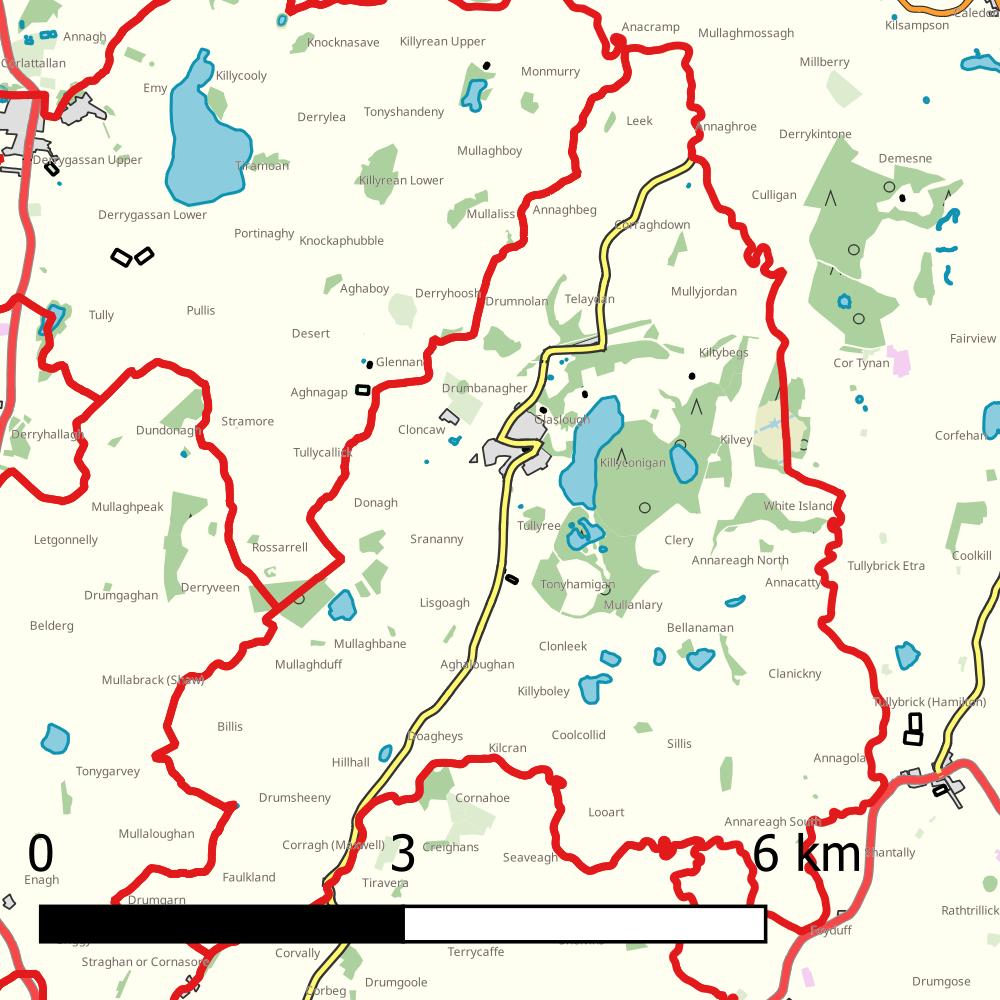 Kilsampson
Anacramp
Mullaghmossagh
Annagh
Knocknasave
Killyrean Upper
Corlattallan
Millberry
Killycooly
Monmurry
Emy
Tonyshandeny
Derrylea
Leek
Annaghroe
Derrykintone
Mullaghboy
Demesne
Derrygassan Upper
Tiramoan
Killyrean Lower
Culligan
Derrygassan Lower
Mullaliss
Annaghbeg
Corraghdown
Portinaghy
Knockaphubble
Aghaboy
Derryhoosh
Drumnolan
Telaydan
Mullyjordan
Tully
Pullis
Desert
Fairview
Glennan
Kiltybegs
Cor Tynan
Aghnagap
Drumbanagher
Stramore
Glaslough
Dundonagh
Cloncaw
Derryhallagh
Kilvey
Corfehan
Tullycallick
Killyconigan
Mullaghpeak
Donagh
White Island
Tullyree
Letgonnelly
Srananny
Clery
Rossarrell
Annareagh North
Coolkill
Tullybrick Etra
Derryveen
Tonyhamigan
Annacatty
Drumgaghan
Lisgoagh
Mullanlary
Belderg
Bellanaman
Mullaghbane
Clonleek
Mullaghduff
Aghaloughan
Clanickny
Mullabrack (Shaw)
Killyboley
Tullybrick (Hamilton)
Billis
Doagheys
Coolcollid
Sillis
Kilcran
Hillhall
Annagola
Tonygarvey
Drumsheeny
Cornahoe
Looart
Annareagh South
Mullaloughan
Corragh (Maxwell)
Creighans
Seaveagh
Shantally
0 3 6 km
Enagh
Faulkland
Tiravera
Drumgarn
Rathtrillick
Foyduff
Corvally
Terrycaffe
Straghan or Cornasore
Drumgoole
Drumgose
Corbeg